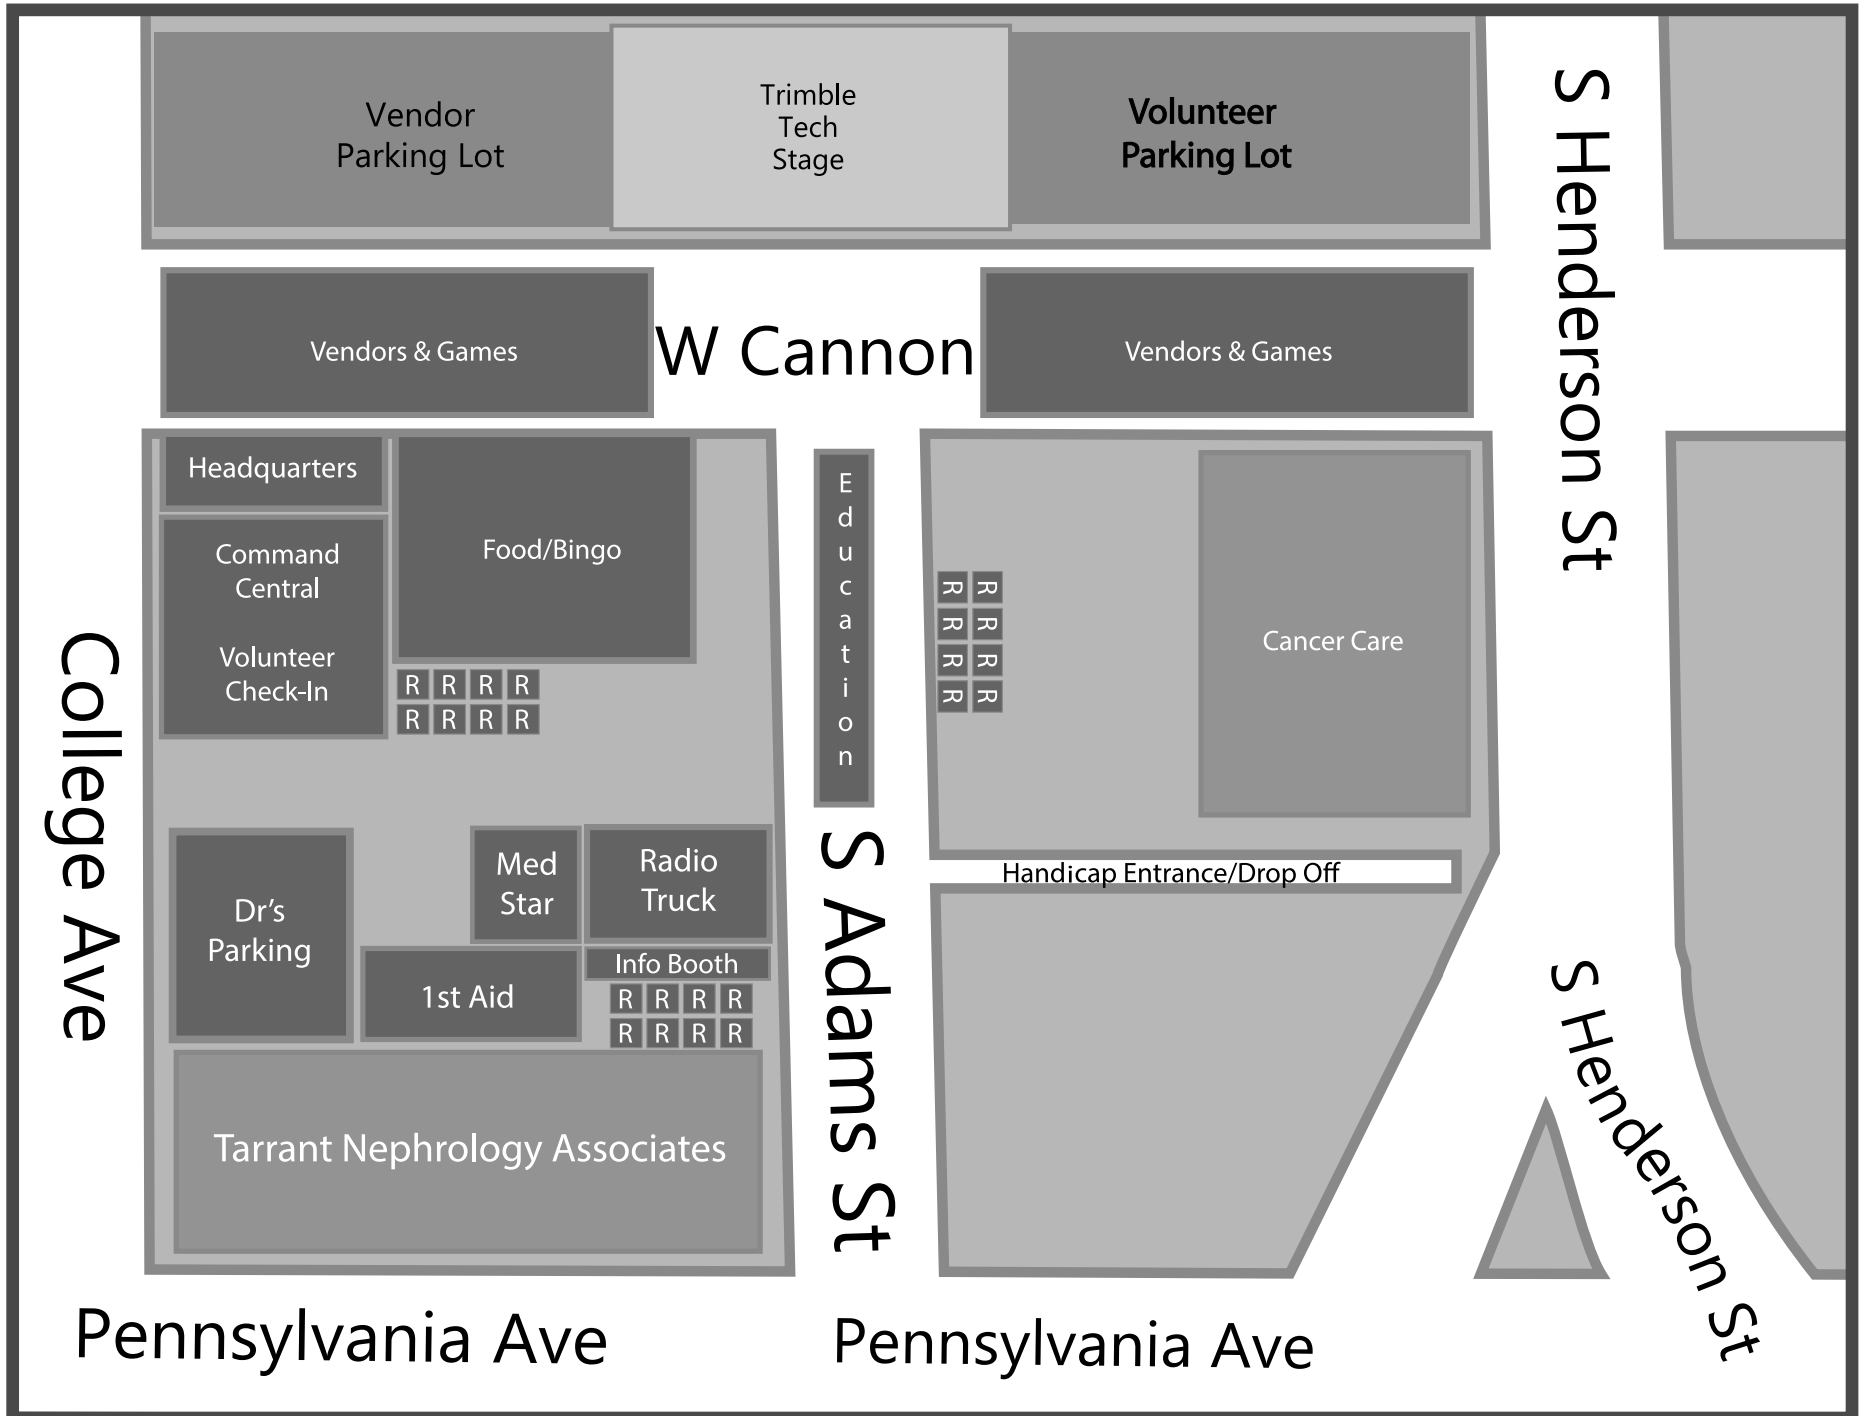 Vendor
Parking Lot
Trimble
Tech
Stage
Volunteer
Parking Lot
S Henderson St
Vendors & Games
W Cannon
Vendors & Games
Headquarters
Food/Bingo
Command
Central
Volunteer
Check-In
R R R R
R R R R
Education
R R
R R
R R
R R
Cancer Care
College Ave
Dr's
Parking
Med
Star
Radio
Truck
1st Aid
Info Booth
R R R R
R R R R
S Adams St
Handicap Entrance/Drop Off
S Henderson St
Tarrant Nephrology Associates
Pennsylvania Ave
Pennsylvania Ave